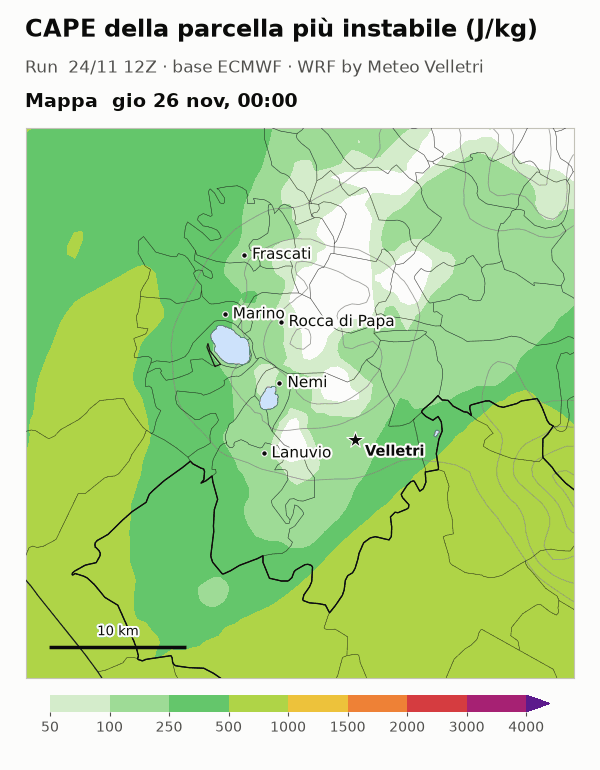 CAPE della parcella più instabile (J/kg)
Run  24/11 12Z · base ECMWF · WRF by Meteo Velletri
Mappa  gio 26 nov, 00:00
Frascati
Marino
Rocca di Papa
Nemi
Velletri
Lanuvio
10 km
50 100 250 500 1000 1500 2000 3000 4000